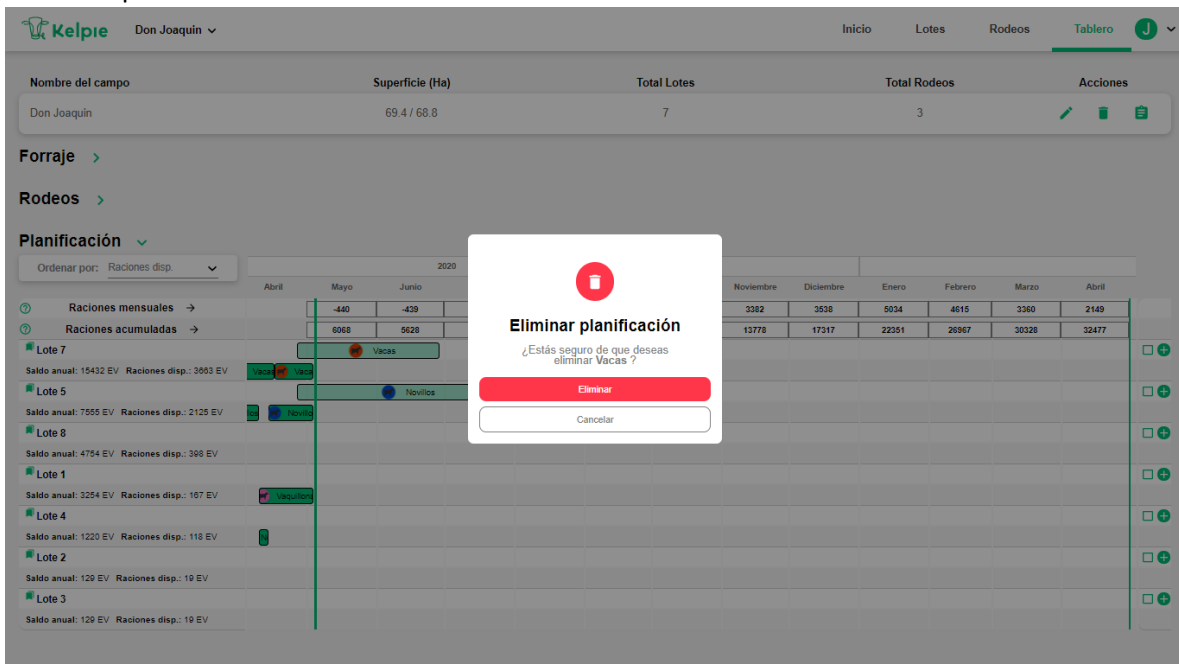 Kelpie Don Joaquin Inicio Lotes Rodeos Tablero J
Nombre del campo Superficie (Ha) Total Lotes Total Rodeos Acciones
Don Joaquin 69.4 / 68.8 7 3
Forraje
Rodeos
Planificación
Ordenar por: Raciones disp. 2020
Abril Mayo Junio Noviembre Diciembre Enero Febrero Marzo Abril
Raciones mensuales → -440 -439 3382 3538 5034 4615 3360 2149
Raciones acumuladas → 6068 5628 13778 17317 22351 26967 30328 32477
Eliminar planificación
¿Estás seguro de que deseas
eliminar Vacas ?
Eliminar
Cancelar
Lote 7 Vacas
Saldo anual: 15432 EV Raciones disp.: 3663 EV Vacas Vaca
Lote 5 Novillos
Saldo anual: 7555 EV Raciones disp.: 2125 EV los Novillo
Lote 8
Saldo anual: 4754 EV Raciones disp.: 398 EV
Lote 1
Saldo anual: 3254 EV Raciones disp.: 167 EV Vaquillona
Lote 4
Saldo anual: 1220 EV Raciones disp.: 118 EV
Lote 2
Saldo anual: 129 EV Raciones disp.: 19 EV
Lote 3
Saldo anual: 129 EV Raciones disp.: 19 EV